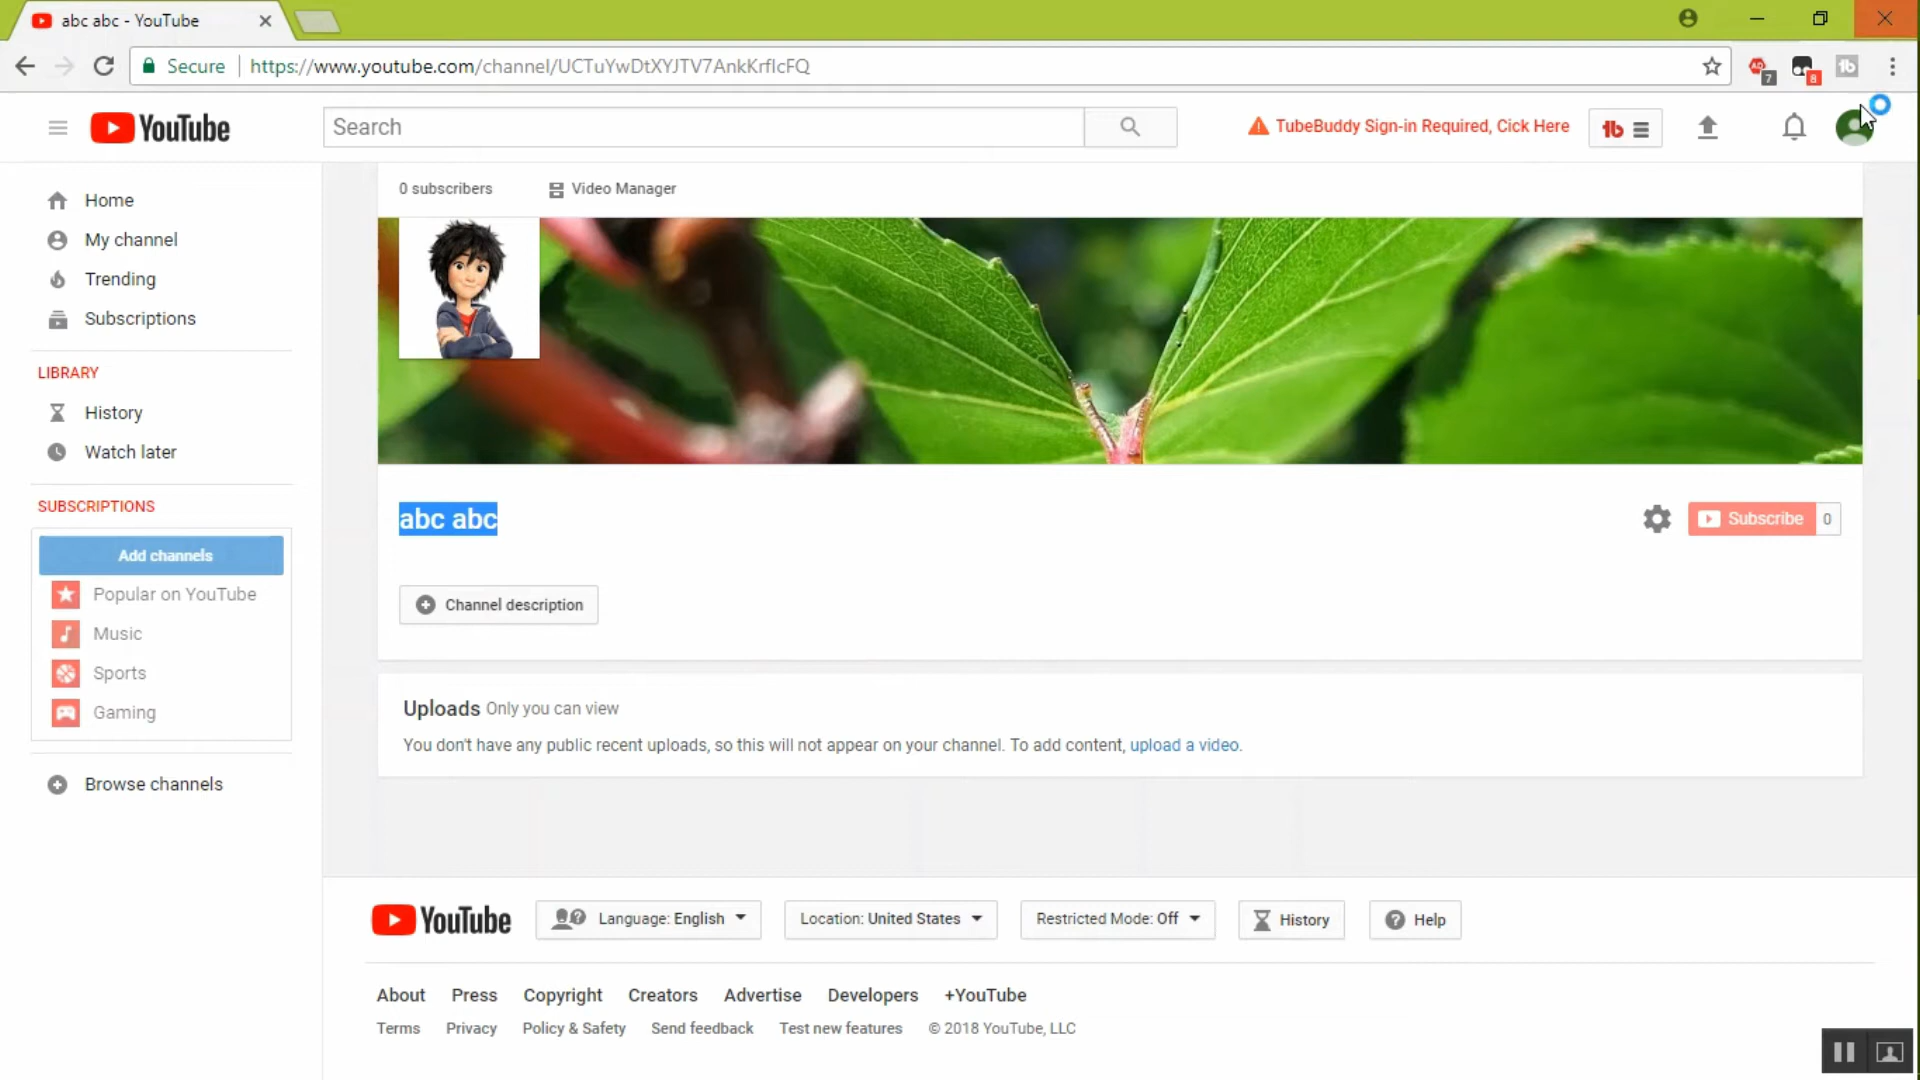 abc abc - YouTube
Secure https://www.youtube.com/channel/UCTuYwDtXYJTV7AnkKrfIcFQ
7
8
YouTube
Search
TubeBuddy Sign-in Required, Cick Here
tb
0 subscribers Video Manager
Home
My channel
Trending
Subscriptions
LIBRARY
History
Watch later
SUBSCRIPTIONS
Add channels
Popular on YouTube
Music
Sports
Gaming
Browse channels
abc abc
Subscribe 0
Channel description
Uploads Only you can view
You don't have any public recent uploads, so this will not appear on your channel. To add content, upload a video.
YouTube Language: English Location: United States Restricted Mode: Off History Help
About Press Copyright Creators Advertise Developers +YouTube
Terms Privacy Policy & Safety Send feedback Test new features © 2018 YouTube, LLC